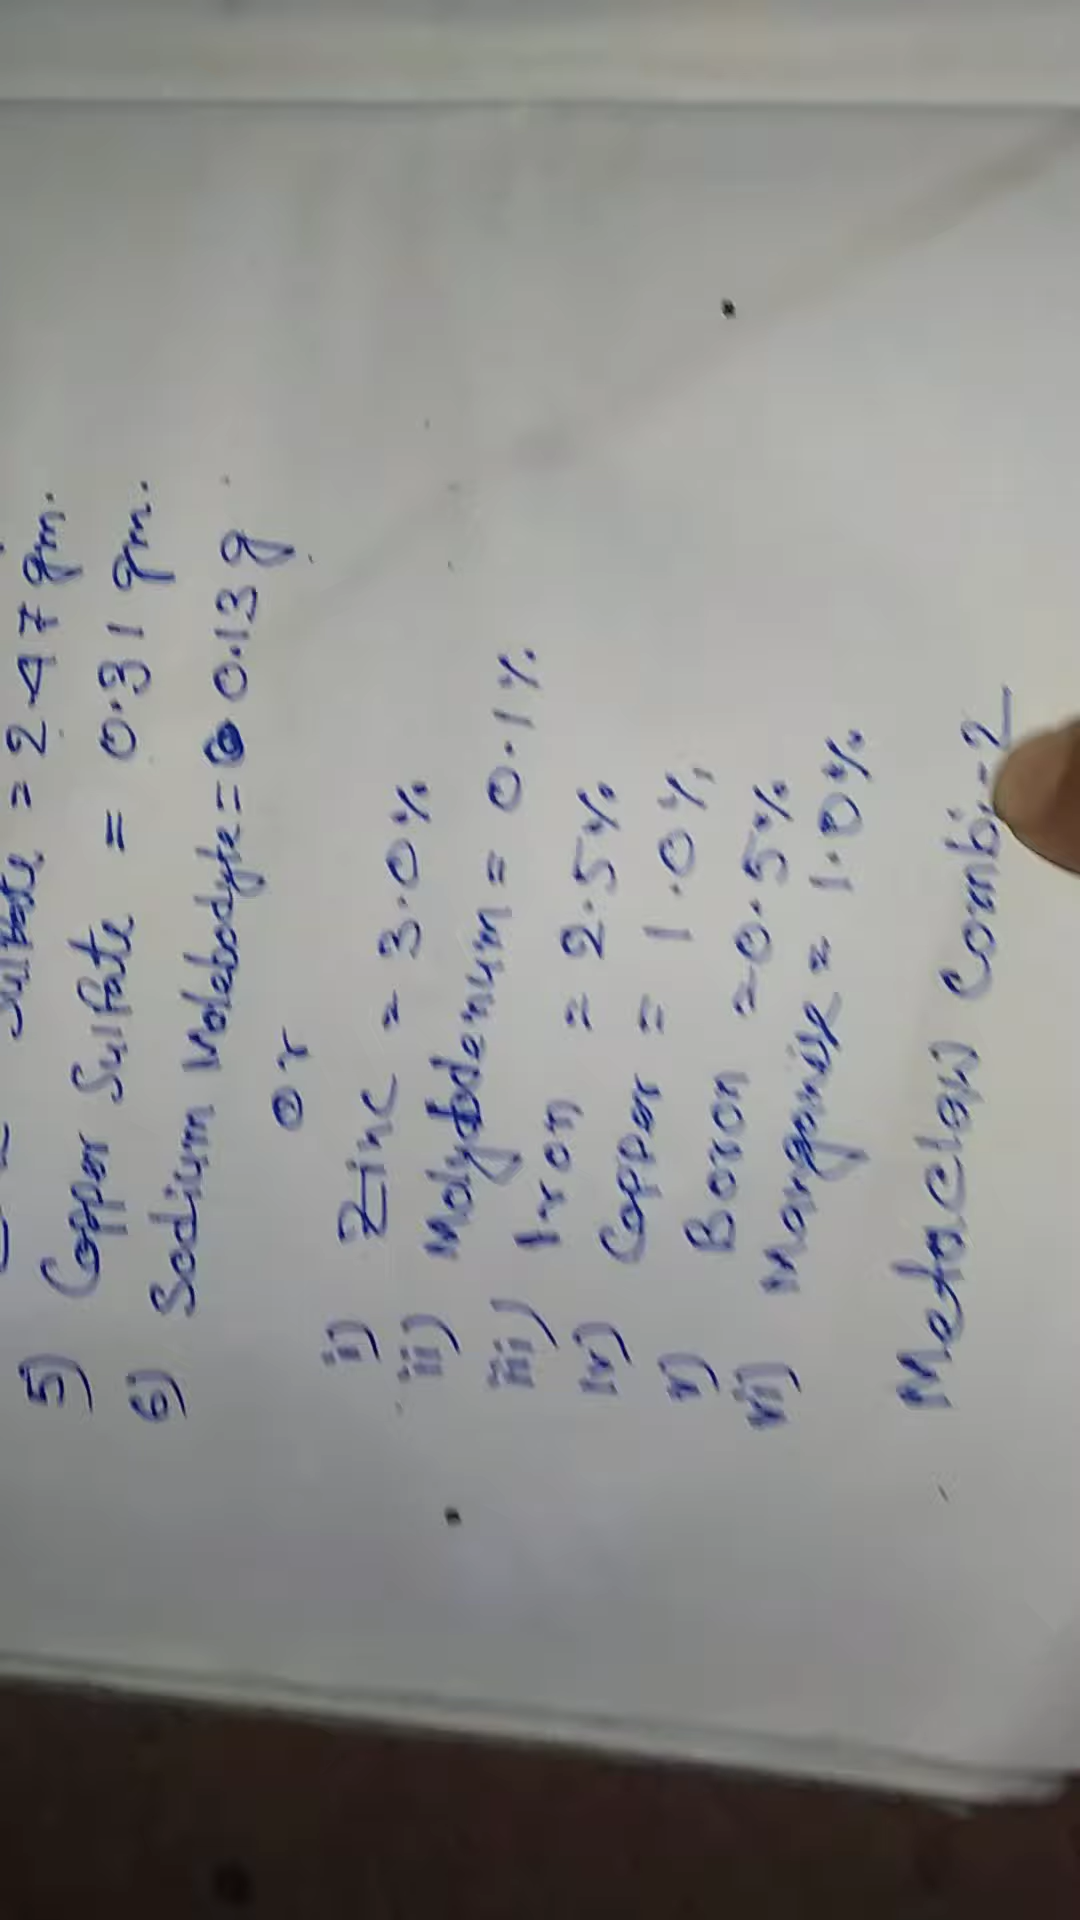 Sulfate = 2.47 gm.
5) Copper Sulfate = 0.31 gm.
6) Sodium Molebodyte = 0.13 g
or
i) Zinc = 3.0%
ii) Molybdenum = 0.1%
iii) Iron = 2.5%
iv) Copper = 1.0%
v) Boron = 0.5%
vi) Manganise = 1.0%
Combi-2